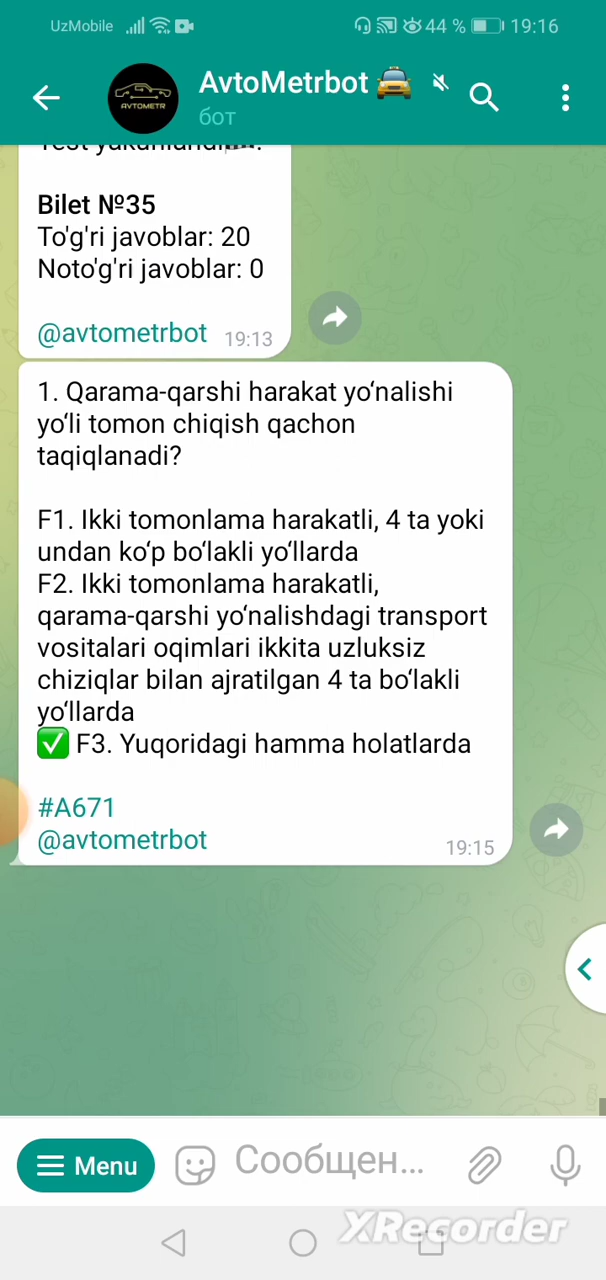 UzMobile 44 % 19:16
AvtoMetrbot
AVTOMETR
бот
Test yakunlandi
Bilet №35
To'g'ri javoblar: 20
Noto'g'ri javoblar: 0
@avtometrbot 19:13
1. Qarama-qarshi harakat yo‘nalishi
yo‘li tomon chiqish qachon
taqiqlanadi?
F1. Ikki tomonlama harakatli, 4 ta yoki
undan ko‘p bo‘lakli yo‘llarda
F2. Ikki tomonlama harakatli,
qarama-qarshi yo‘nalishdagi transport
vositalari oqimlari ikkita uzluksiz
chiziqlar bilan ajratilgan 4 ta bo‘lakli
yo‘llarda
✅ F3. Yuqoridagi hamma holatlarda
#A671
@avtometrbot 19:15
Menu Сообщен...
XRecorder